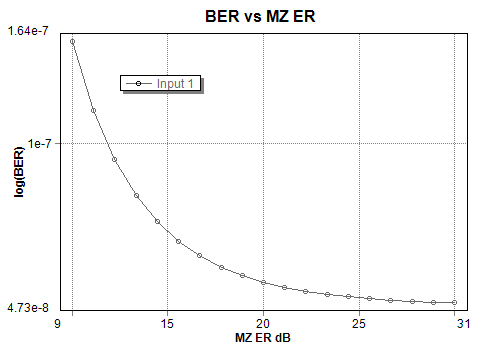 BER vs MZ ER
1.64e-7
Input 1
1e-7
log(BER)
4.73e-8
9 15 20 25 31
MZ ER dB